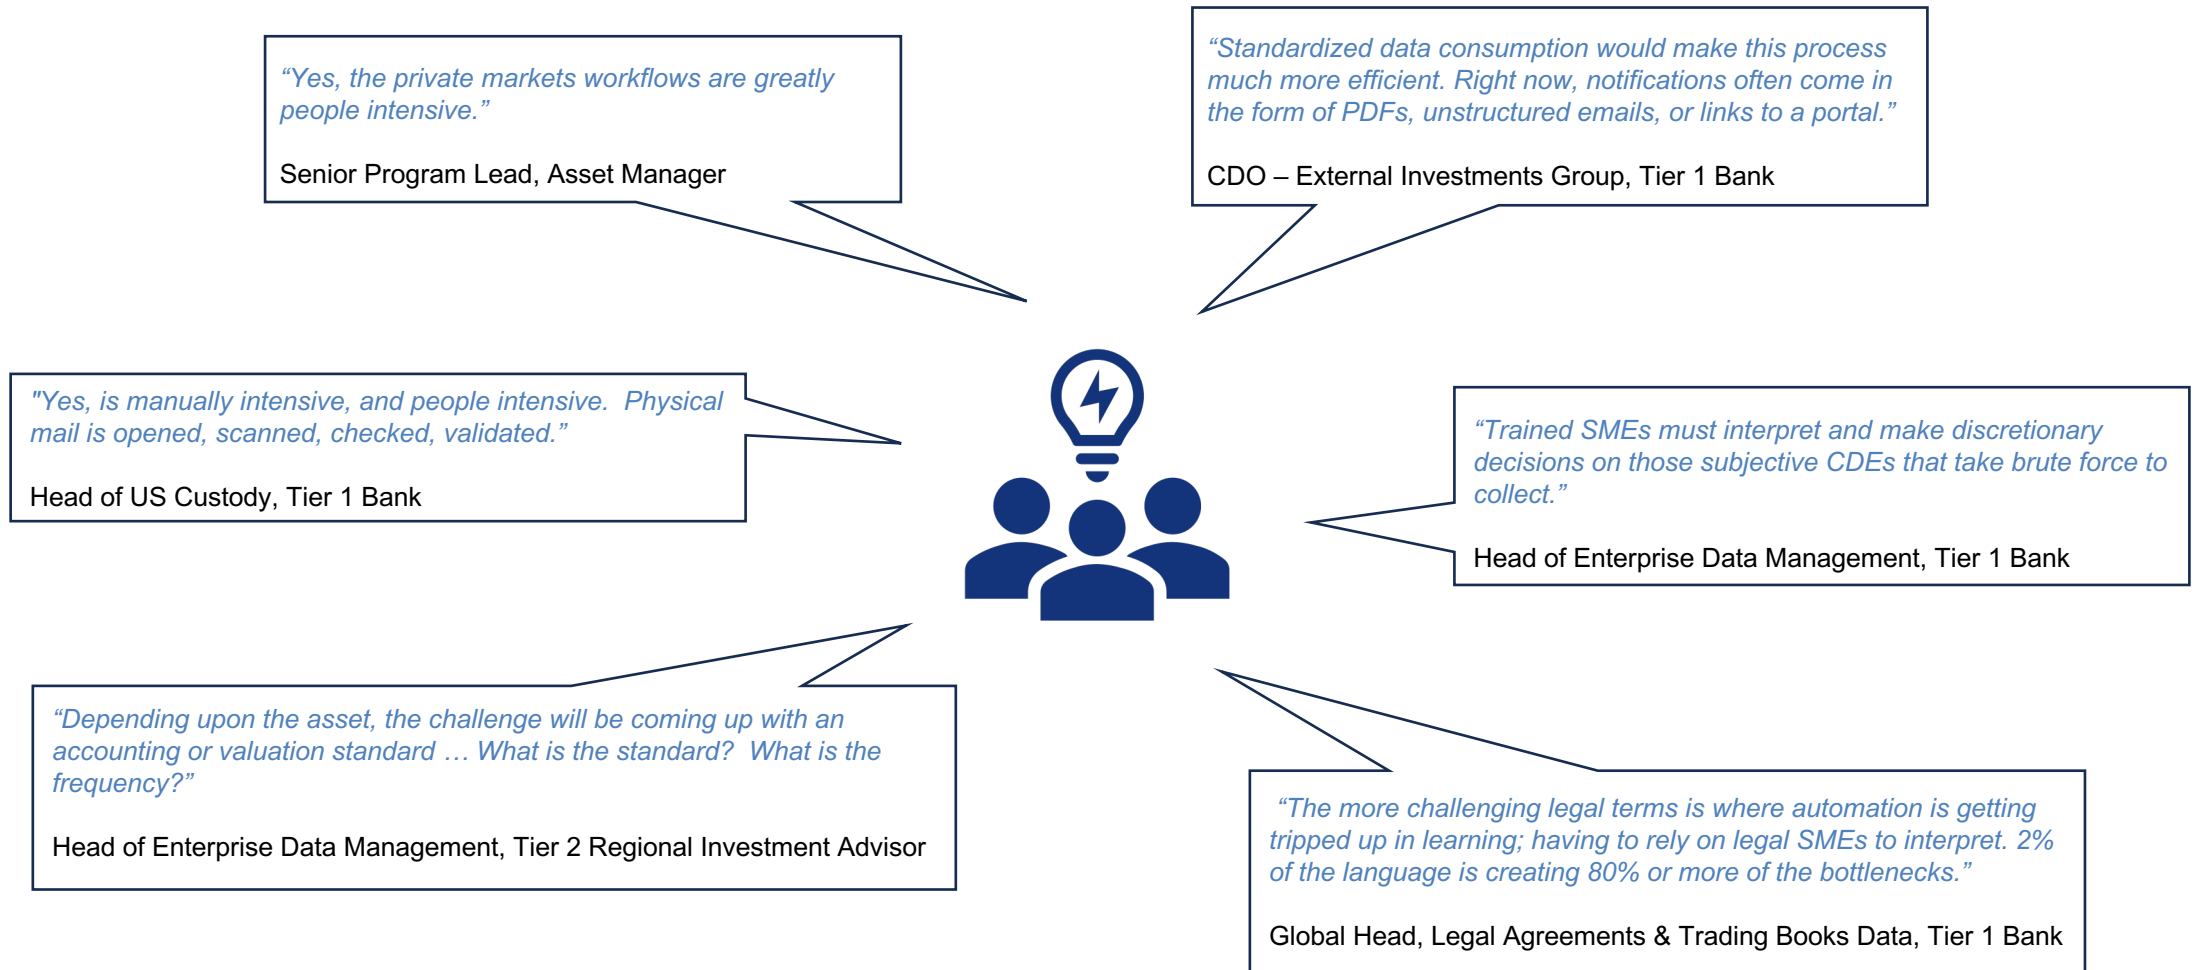 “Yes, the private markets workflows are greatly
people intensive.”
Senior Program Lead, Asset Manager
“Standardized data consumption would make this process
much more efficient. Right now, notifications often come in
the form of PDFs, unstructured emails, or links to a portal.”
CDO – External Investments Group, Tier 1 Bank
"Yes, is manually intensive, and people intensive.  Physical
mail is opened, scanned, checked, validated.”
Head of US Custody, Tier 1 Bank
“Trained SMEs must interpret and make discretionary
decisions on those subjective CDEs that take brute force to
collect.”
Head of Enterprise Data Management, Tier 1 Bank
“Depending upon the asset, the challenge will be coming up with an
accounting or valuation standard … What is the standard?  What is the
frequency?”
Head of Enterprise Data Management, Tier 2 Regional Investment Advisor
“The more challenging legal terms is where automation is getting
tripped up in learning; having to rely on legal SMEs to interpret. 2%
of the language is creating 80% or more of the bottlenecks.”
Global Head, Legal Agreements & Trading Books Data, Tier 1 Bank